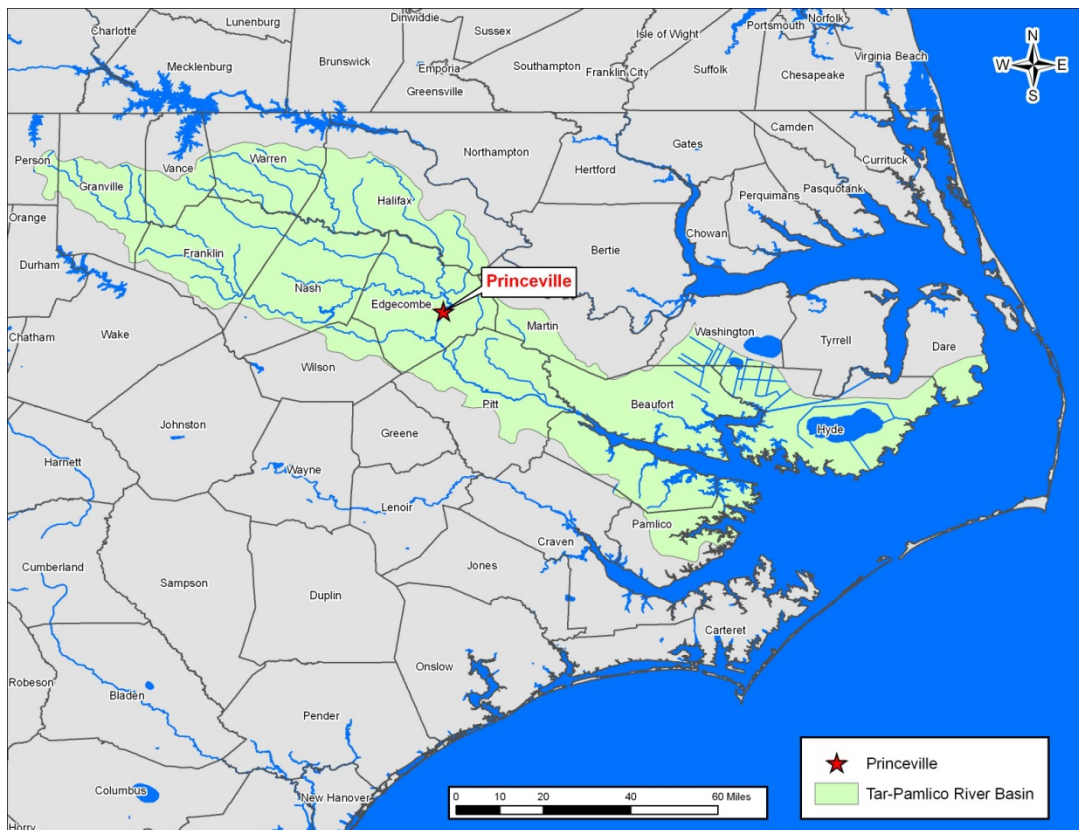 Dinwiddie
Sussex
Isle of Wight
Portsmouth
Norfolk
Lunenburg
Charlotte
Virginia Beach
Mecklenburg
Brunswick
Emporia
Southampton
Franklin City
Suffolk
Chesapeake
Greensville
N
W
E
S
Camden
Person
Vance
Warren
Northampton
Gates
Currituck
Hertford
Pasquotank
Granville
Halifax
Perquimans
Orange
Chowan
Franklin
Bertie
Durham
Princeville
Nash
Edgecombe
Martin
Washington
Chatham
Wake
Tyrrell
Dare
Wilson
Pitt
Beaufort
Hyde
Johnston
Greene
Harnett
Wayne
Lenoir
Pamlico
Craven
Cumberland
Jones
Sampson
Duplin
Carteret
Onslow
Robeson
Bladen
Pender
Columbus
New Hanover
Horry
0 10 20 40 60 Miles
Princeville
Tar-Pamlico River Basin